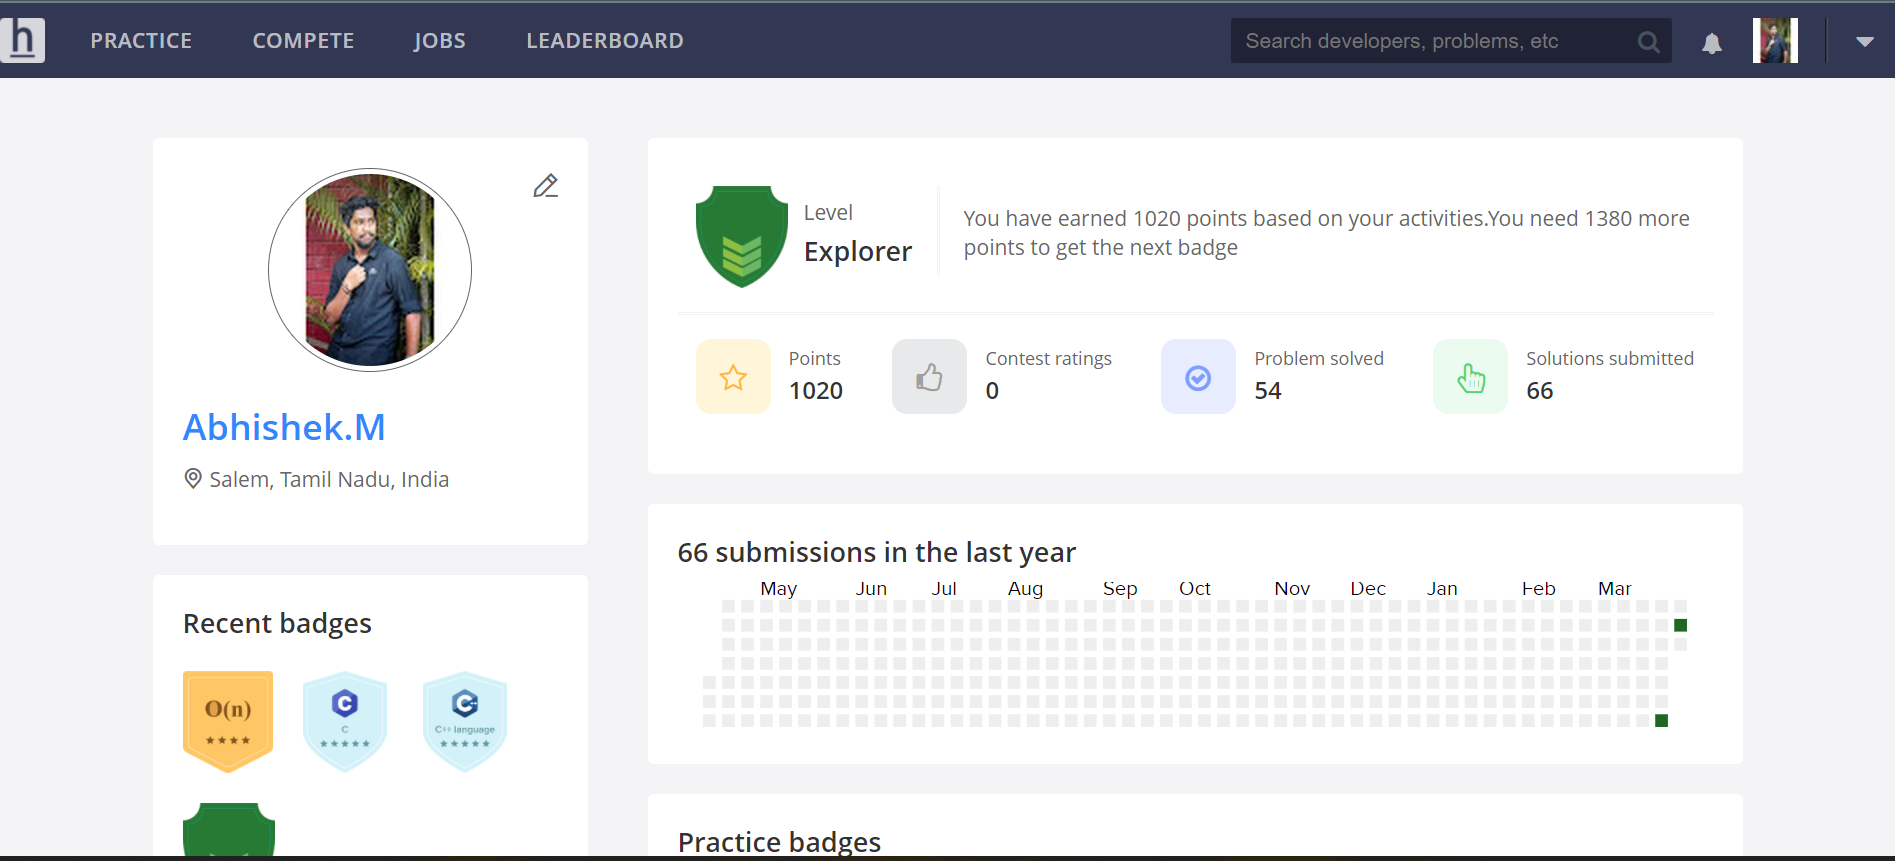 h PRACTICE COMPETE JOBS LEADERBOARD Search developers, problems, etc
Abhishek.M
Salem, Tamil Nadu, India
Recent badges
O(n)
C
C
C
C++ language
Level
Explorer
You have earned 1020 points based on your activities.You need 1380 more
points to get the next badge
Points
1020
Contest ratings
0
Problem solved
54
Solutions submitted
66
66 submissions in the last year
May Jun Jul Aug Sep Oct Nov Dec Jan Feb Mar
Practice badges